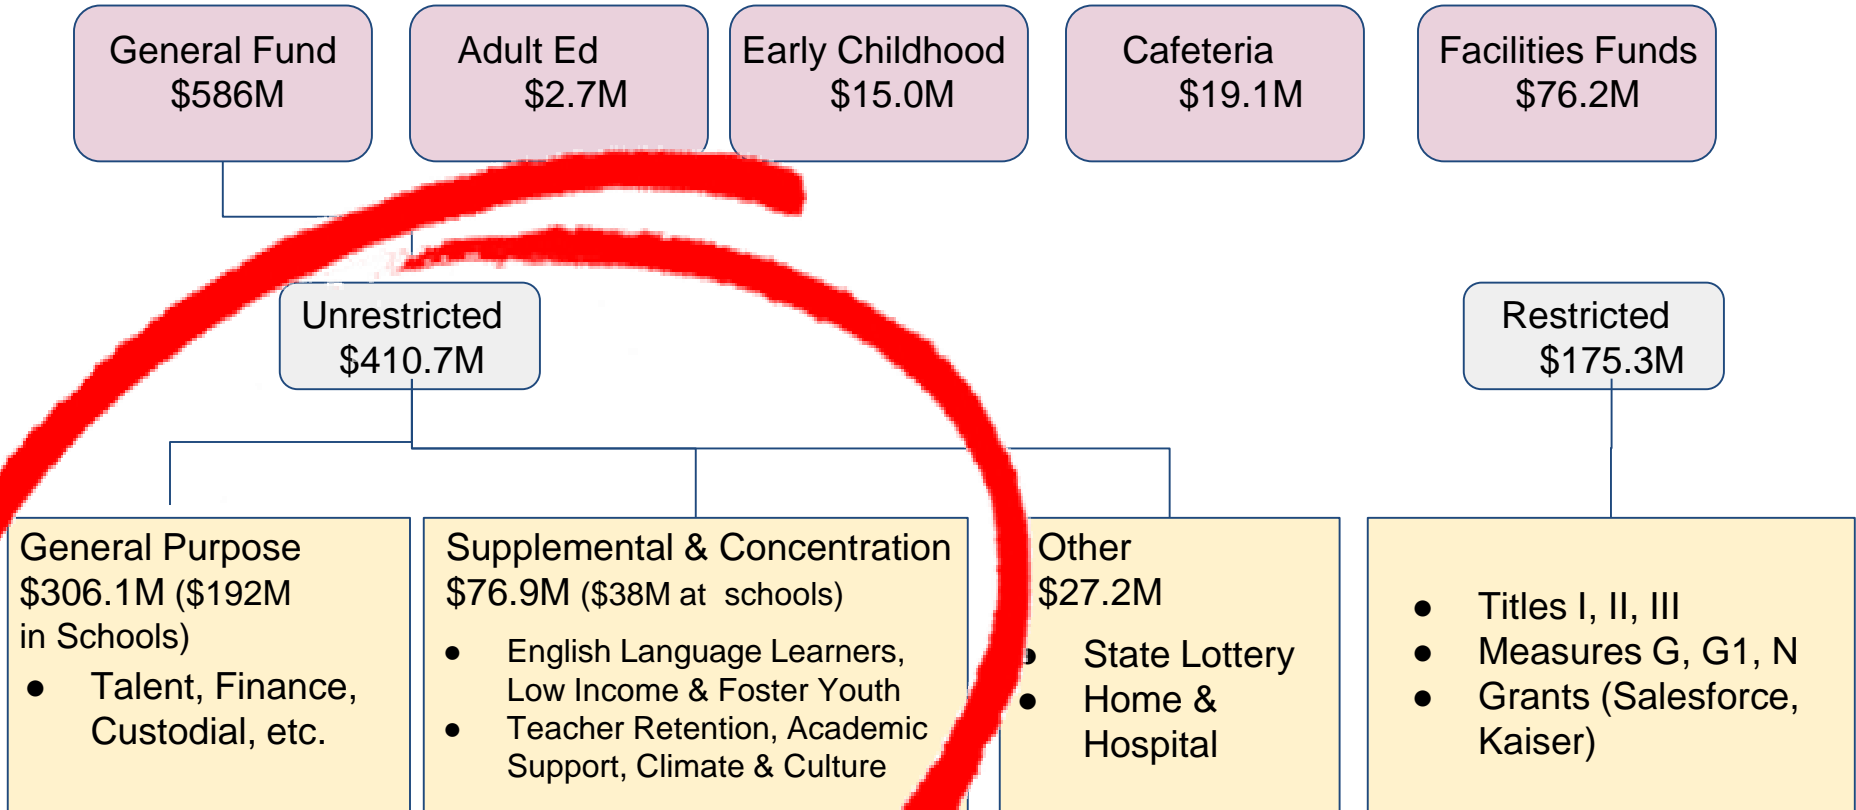 General Fund
$586M
Adult Ed
$2.7M
Early Childhood
$15.0M
Cafeteria
$19.1M
Facilities Funds
$76.2M
Unrestricted
$410.7M
Restricted
$175.3M
General Purpose
$306.1M ($192M
in Schools)
● Talent, Finance,
Custodial, etc.
Supplemental & Concentration
$76.9M ($38M at schools)
● English Language Learners,
Low Income & Foster Youth
● Teacher Retention, Academic
Support, Climate & Culture
Other
$27.2M
● State Lottery
● Home &
Hospital
● Titles I, II, III
● Measures G, G1, N
● Grants (Salesforce,
Kaiser)